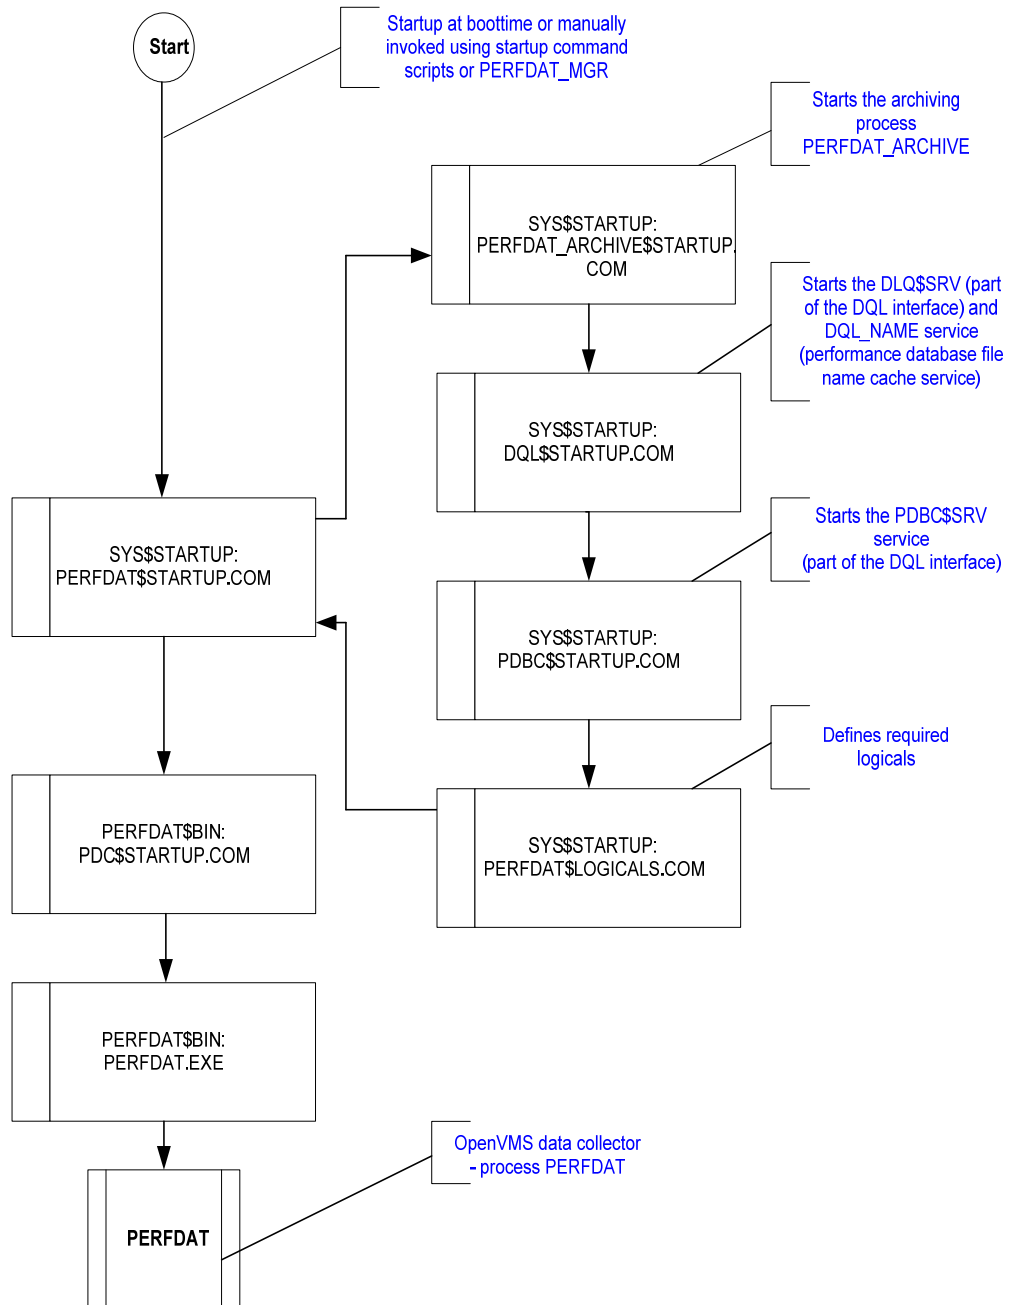 Start
Startup at boottime or manually
invoked using startup command
scripts or PERFDAT_MGR
Starts the archiving
process
PERFDAT_ARCHIVE
SYS$STARTUP:
PERFDAT_ARCHIVE$STARTUP.
COM
Starts the DLQ$SRV (part
of the DQL interface) and
DQL_NAME service
(performance database file
name cache service)
SYS$STARTUP:
DQL$STARTUP.COM
Starts the PDBC$SRV
service
(part of the DQL interface)
SYS$STARTUP:
PERFDAT$STARTUP.COM
SYS$STARTUP:
PDBC$STARTUP.COM
Defines required
logicals
PERFDAT$BIN:
PDC$STARTUP.COM
SYS$STARTUP:
PERFDAT$LOGICALS.COM
PERFDAT$BIN:
PERFDAT.EXE
OpenVMS data collector
- process PERFDAT
PERFDAT